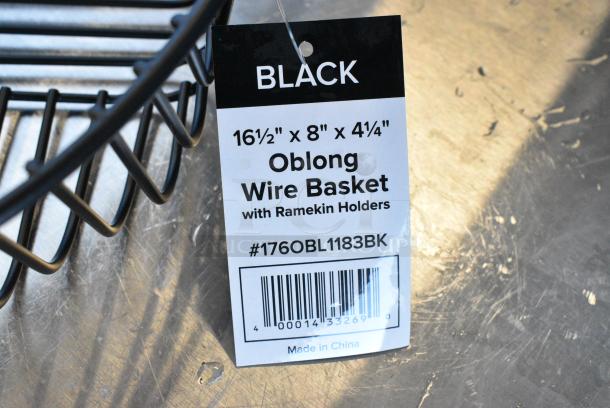 BLACK
16½" x 8" x 4¼"
Oblong
Wire Basket
with Ramekin Holders
#176OBL1183BK
4 00014 33269 0
Made in China